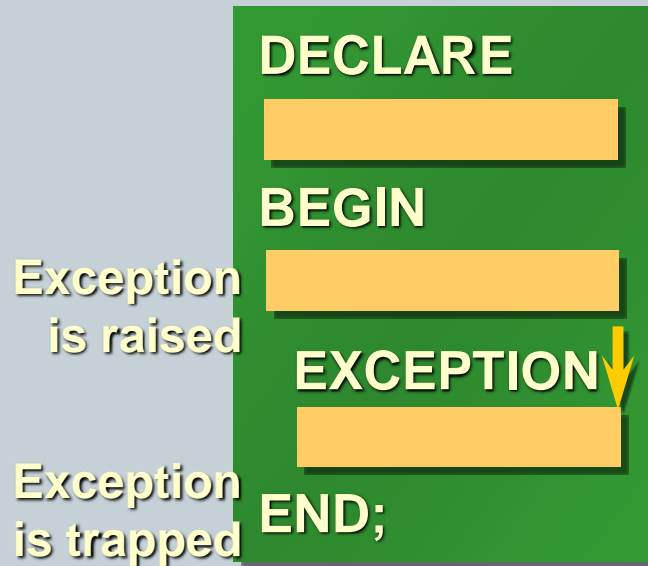 DECLARE
BEGIN
Exception
is raised
EXCEPTION
Exception
is trapped
END;